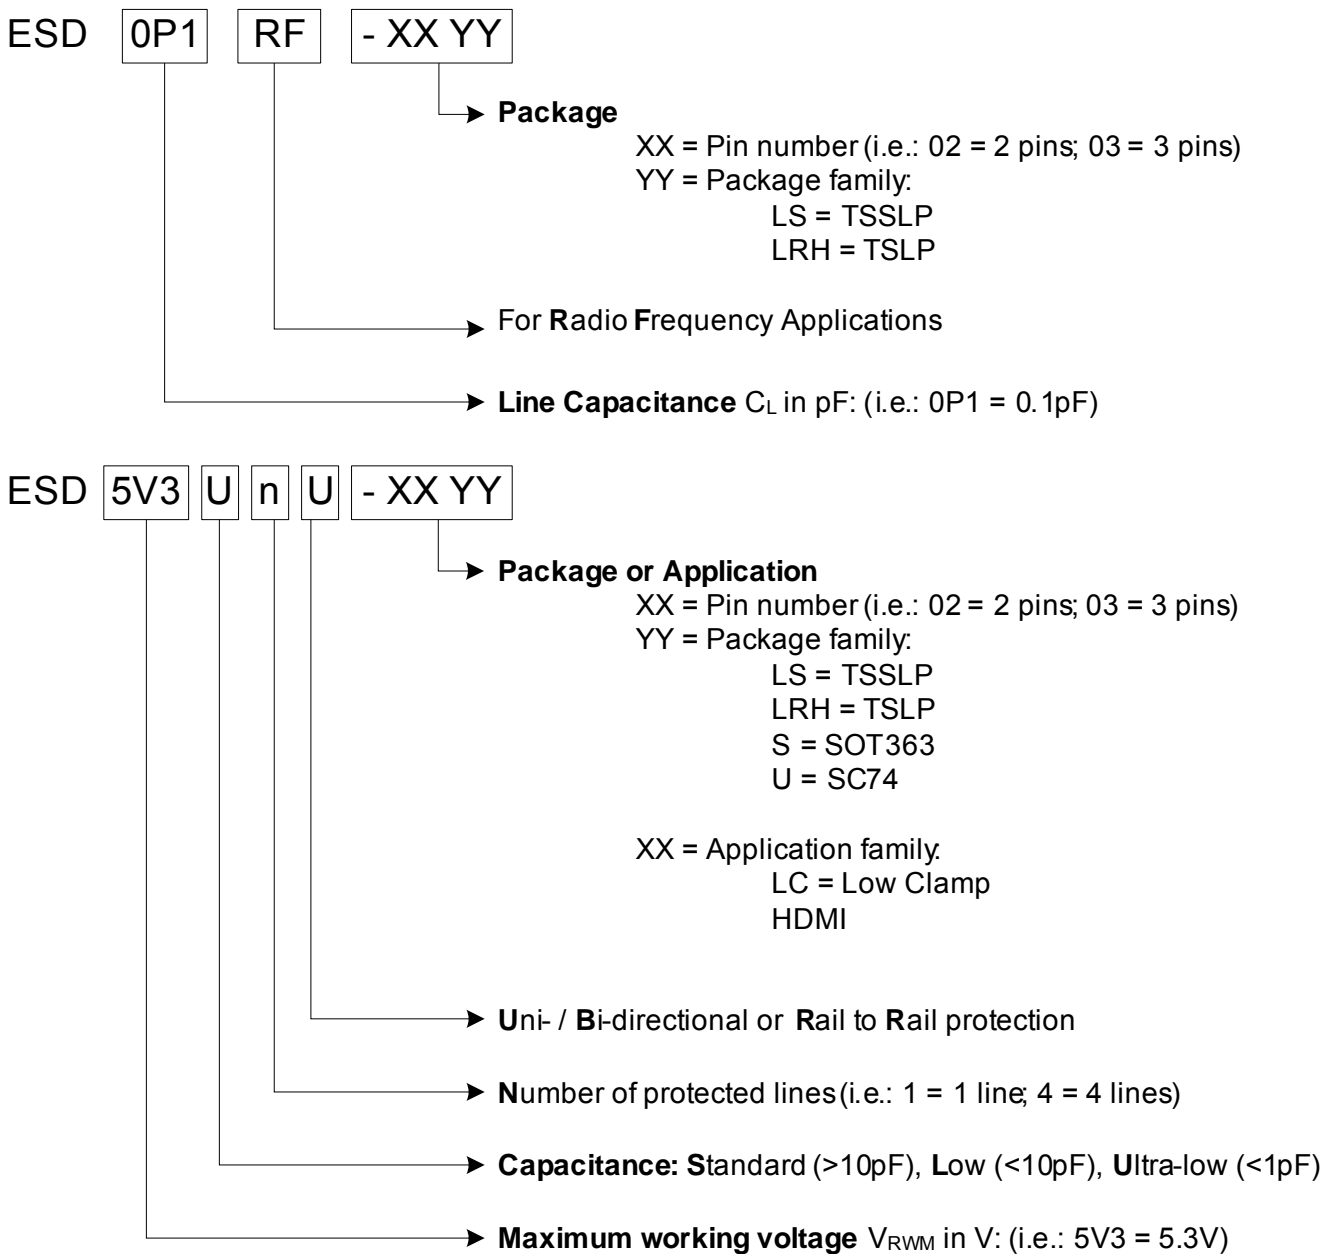 ESD 0P1 RF - XX YY
Package
XX = Pin number (i.e.: 02 = 2 pins; 03 = 3 pins)
YY = Package family:
LS = TSSLP
LRH = TSLP
For Radio Frequency Applications
Line Capacitance CL in pF: (i.e.: 0P1 = 0.1pF)
ESD 5V3 U n U - XX YY
Package or Application
XX = Pin number (i.e.: 02 = 2 pins; 03 = 3 pins)
YY = Package family:
LS = TSSLP
LRH = TSLP
S = SOT363
U = SC74
XX = Application family:
LC = Low Clamp
HDMI
Uni- / Bi-directional or Rail to Rail protection
Number of protected lines (i.e.: 1 = 1 line; 4 = 4 lines)
Capacitance: Standard (>10pF), Low (<10pF), Ultra-low (<1pF)
Maximum working voltage VRWM in V: (i.e.: 5V3 = 5.3V)